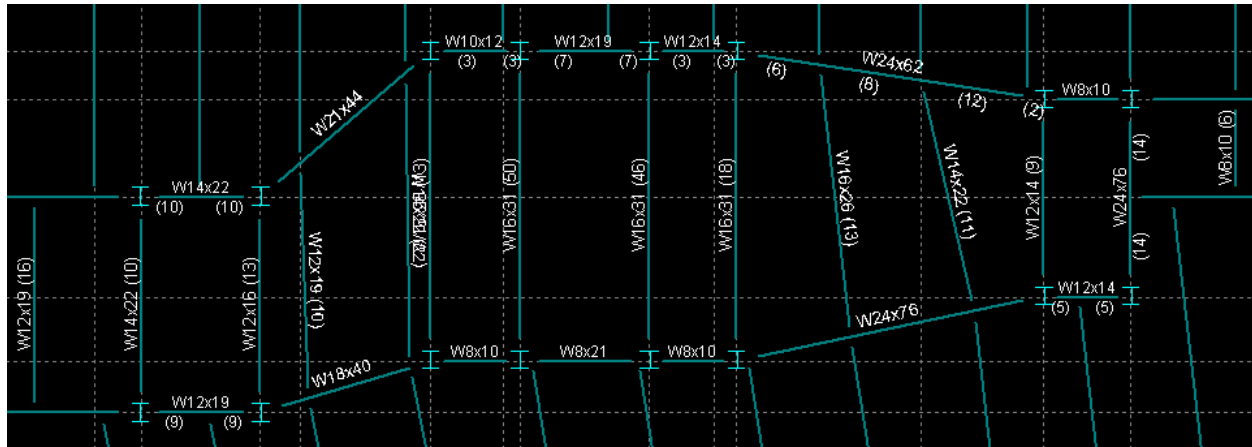 W10x12
(3)
(3)
W12x19
(7)
(7)
W12x14
(3)
(3)
(6)
W24x62
(8)
(12)
(2)
W8x10
W21x44
W14x22
(10)
(10)
W12x19 (16)
W14x22 (10)
W12x16 (13)
W12x19 (10)
W16x31 (50)
W16x31 (46)
W16x31 (18)
W16x26 (13)
W14x22 (11)
W12x14 (9)
(14)
W24x76
(14)
W8x10 (6)
W12x14
(5)
(5)
W24x76
W18x40
W8x10
W8x21
W8x10
W12x19
(9)
(9)